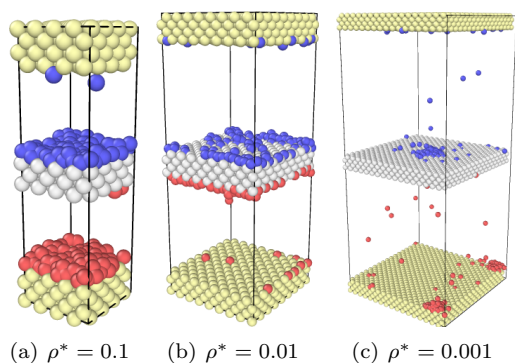 (a) ρ* = 0.1 (b) ρ* = 0.01 (c) ρ* = 0.001